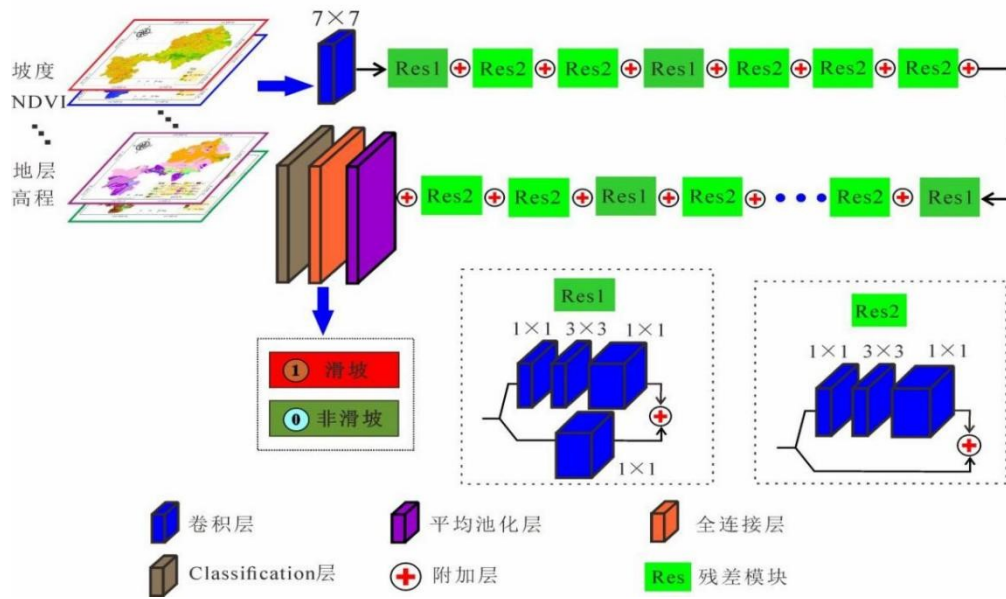 7×7
坡度
NDVI
地层
高程
Res1 Res2 Res2 Res1 Res2 Res2 Res2
Res2 Res2 Res1 Res2 Res2 Res1
Res1
1×1 3×3 1×1
1×1
Res2
1×1 3×3 1×1
1 滑坡
0 非滑坡
卷积层 平均池化层 全连接层
Classification层 附加层 Res 残差模块